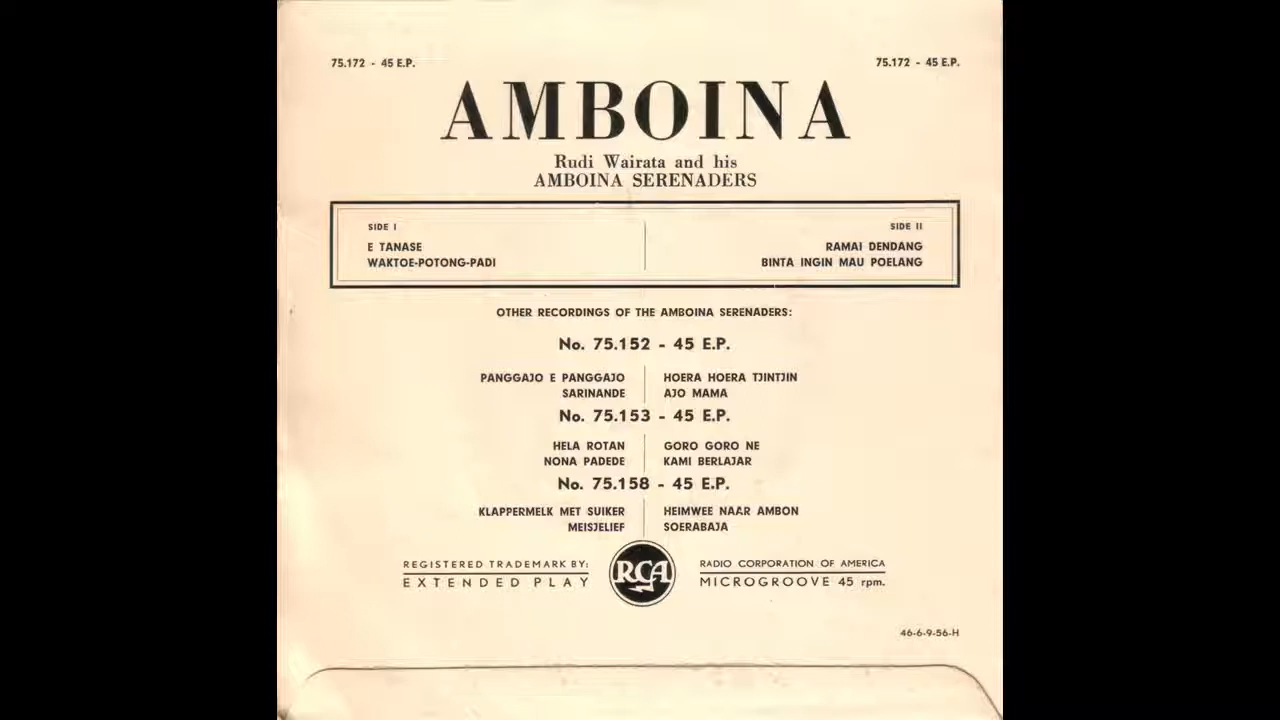 75.172 - 45 E.P.
75.172 - 45 E.P.
AMBOINA
Rudi Wairata and his
AMBOINA SERENADERS
SIDE I
E TANASE
WAKTOE-POTONG-PADI
SIDE II
RAMAI DENDANG
BINTA INGIN MAU POELANG
OTHER RECORDINGS OF THE AMBOINA SERENADERS:
No. 75.152 - 45 E.P.
PANGGAJO E PANGGAJO
SARINANDE
HOERA HOERA TJINTJIN
AJO MAMA
No. 75.153 - 45 E.P.
HELA ROTAN
NONA PADEDE
GORO GORO NE
KAMI BERLAJAR
No. 75.158 - 45 E.P.
KLAPPERMELK MET SUIKER
MEISJELIEF
HEIMWEE NAAR AMBON
SOERABAJA
REGISTERED TRADEMARK BY:
EXTENDED PLAY
RCA
RADIO CORPORATION OF AMERICA
MICROGROOVE 45 rpm.
46-6-9-56-H